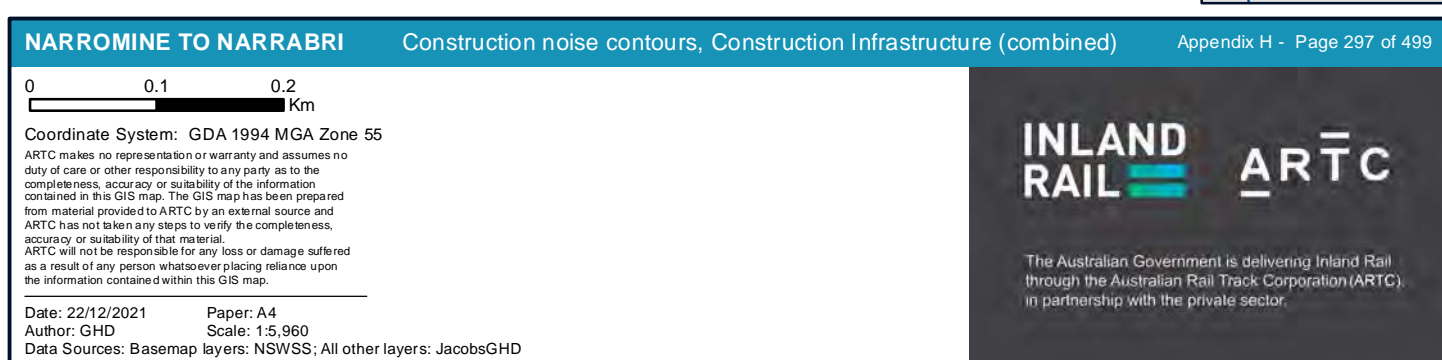 NARROMINE TO NARRABRI Construction noise contours, Construction Infrastructure (combined) Appendix H - Page 297 of 499
0 0.1 0.2
Km
Coordinate System: GDA 1994 MGA Zone 55
ARTC makes no representation or warranty and assumes no
duty of care or other responsibility to any party as to the
completeness, accuracy or suitability of the information
contained in this GIS map. The GIS map has been prepared
from material provided to ARTC by an external source and
ARTC has not taken any steps to verify the completeness,
accuracy or suitability of that material.
ARTC will not be responsible for any loss or damage suffered
as a result of any person whatsoever placing reliance upon
the information contained within this GIS map.
Date: 22/12/2021 Paper: A4
Author: GHD Scale: 1:5,960
Data Sources: Basemap layers: NSWSS; All other layers: JacobsGHD
INLAND
RAIL
ARTC
The Australian Government is delivering Inland Rail
through the Australian Rail Track Corporation (ARTC),
in partnership with the private sector.